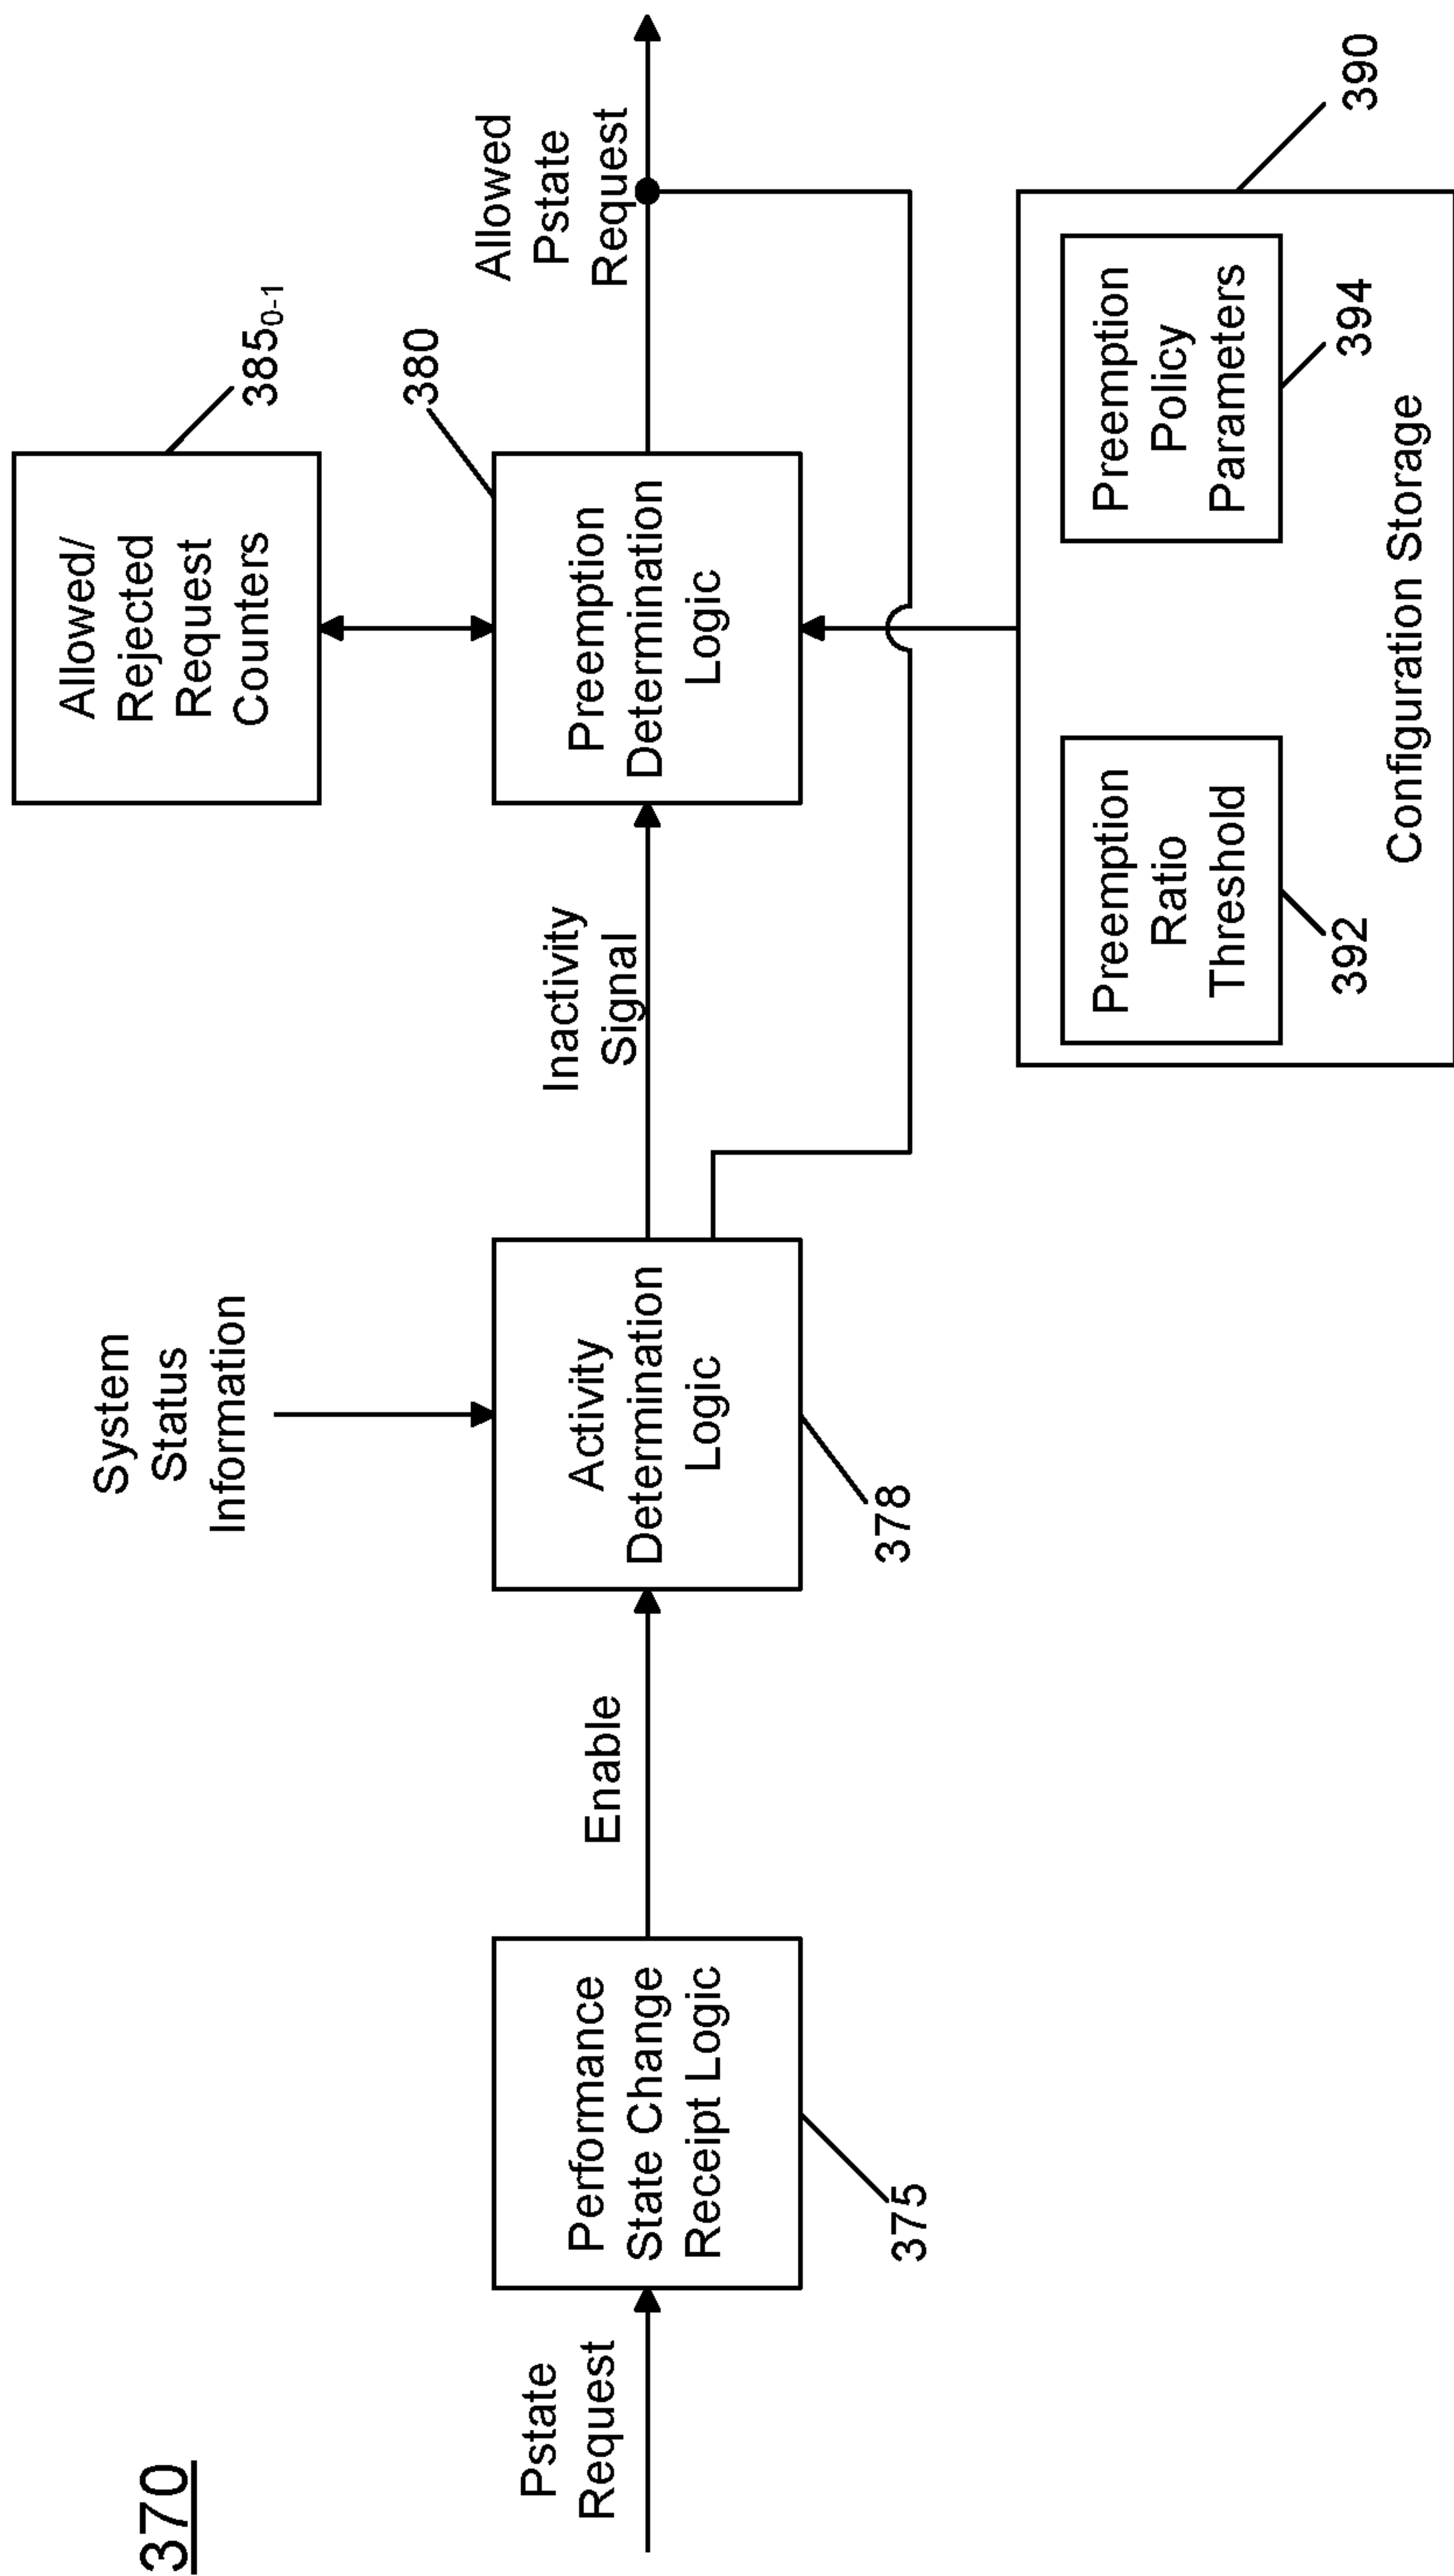 370
Pstate
Request
Performance
State Change
Receipt Logic
375
Enable
System
Status
Information
Activity
Determination
Logic
378
Inactivity
Signal
Allowed/
Rejected
Request
Counters
385₀₋₁
Preemption
Determination
Logic
380
Allowed
Pstate
Request
Preemption
Ratio
Threshold
392
Preemption
Policy
Parameters
394
Configuration Storage
390